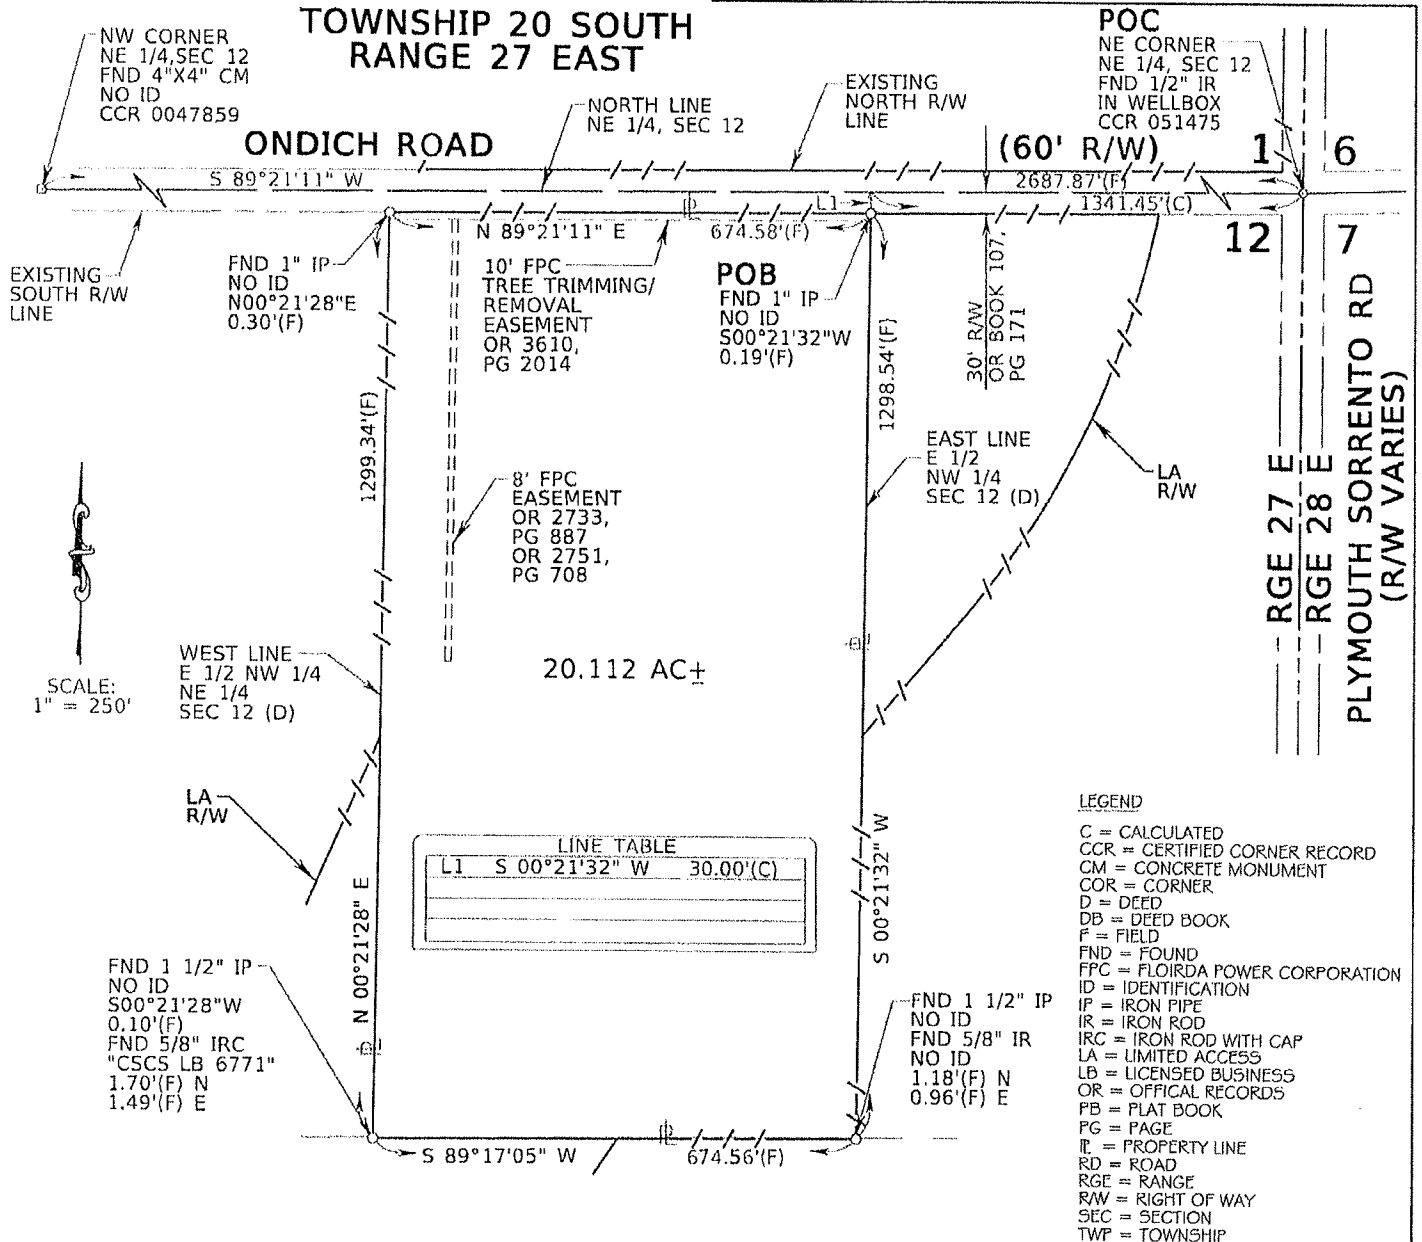 TOWNSHIP 20 SOUTH
RANGE 27 EAST
NW CORNER
NE 1/4,SEC 12
FND 4"X4" CM
NO ID
CCR 0047859
NORTH LINE
NE 1/4, SEC 12
EXISTING
NORTH R/W
LINE
POC
NE CORNER
NE 1/4, SEC 12
FND 1/2" IR
IN WELLBOX
CCR 051475
ONDICH ROAD
(60' R/W)
1
6
S 89°21'11" W
2687.87'(F)
L1
1341.45'(C)
12
7
N 89°21'11" E
674.58'(F)
EXISTING
SOUTH R/W
LINE
FND 1" IP
NO ID
N00°21'28"E
0.30'(F)
10' FPC
TREE TRIMMING/
REMOVAL
EASEMENT
OR 3610,
PG 2014
POB
FND 1" IP
NO ID
S00°21'32"W
0.19'(F)
30' R/W
OR BOOK 107,
PG 171
1299.34'(F)
1298.54'(F)
8' FPC
EASEMENT
OR 2733,
PG 887
OR 2751,
PG 708
EAST LINE
E 1/2
NW 1/4
SEC 12 (D)
LA
R/W
RGE 27 E
RGE 28 E
PLYMOUTH SORRENTO RD
(R/W VARIES)
SCALE:
1" = 250'
WEST LINE
E 1/2 NW 1/4
NE 1/4
SEC 12 (D)
20.112 AC±
LA
R/W
LINE TABLE
L1 S 00°21'32" W 30.00'(C)
N 00°21'28" E
S 00°21'32" W
FND 1 1/2" IP
NO ID
S00°21'28"W
0.10'(F)
FND 5/8" IRC
"CSCS LB 6771"
1.70'(F) N
1.49'(F) E
FND 1 1/2" IP
NO ID
FND 5/8" IR
NO ID
1.18'(F) N
0.96'(F) E
S 89°17'05" W
674.56'(F)
LEGEND
C = CALCULATED
CCR = CERTIFIED CORNER RECORD
CM = CONCRETE MONUMENT
COR = CORNER
D = DEED
DB = DEED BOOK
F = FIELD
FND = FOUND
FPC = FLOIRDA POWER CORPORATION
ID = IDENTIFICATION
IP = IRON PIPE
IR = IRON ROD
IRC = IRON ROD WITH CAP
LA = LIMITED ACCESS
LB = LICENSED BUSINESS
OR = OFFICAL RECORDS
PB = PLAT BOOK
PG = PAGE
PL = PROPERTY LINE
RD = ROAD
RGE = RANGE
R/W = RIGHT OF WAY
SEC = SECTION
TWP = TOWNSHIP